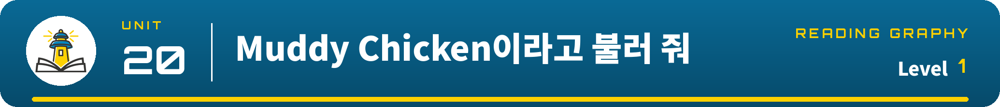 UNIT
20
Muddy Chicken이라고 불러 줘
READING GRAPHY
Level 1